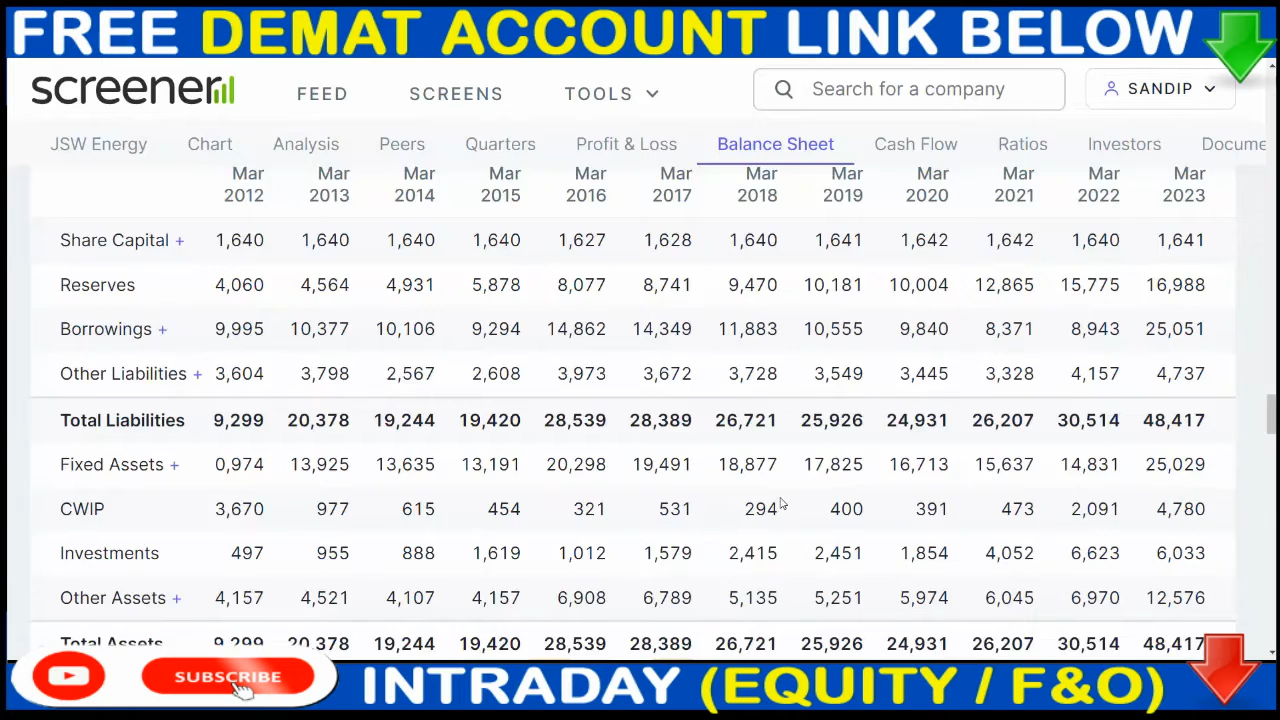 FREE DEMAT ACCOUNT LINK BELOW
screener
FEED SCREENS TOOLS Search for a company SANDIP
JSW Energy Chart Analysis Peers Quarters Profit & Loss Balance Sheet Cash Flow Ratios Investors Docume
Mar Mar Mar Mar Mar Mar Mar Mar Mar Mar Mar Mar
2012 2013 2014 2015 2016 2017 2018 2019 2020 2021 2022 2023
Share Capital + 1,640 1,640 1,640 1,640 1,627 1,628 1,640 1,641 1,642 1,642 1,640 1,641
Reserves 4,060 4,564 4,931 5,878 8,077 8,741 9,470 10,181 10,004 12,865 15,775 16,988
Borrowings + 9,995 10,377 10,106 9,294 14,862 14,349 11,883 10,555 9,840 8,371 8,943 25,051
Other Liabilities + 3,604 3,798 2,567 2,608 3,973 3,672 3,728 3,549 3,445 3,328 4,157 4,737
Total Liabilities 9,299 20,378 19,244 19,420 28,539 28,389 26,721 25,926 24,931 26,207 30,514 48,417
Fixed Assets + 0,974 13,925 13,635 13,191 20,298 19,491 18,877 17,825 16,713 15,637 14,831 25,029
CWIP 3,670 977 615 454 321 531 294 400 391 473 2,091 4,780
Investments 497 955 888 1,619 1,012 1,579 2,415 2,451 1,854 4,052 6,623 6,033
Other Assets + 4,157 4,521 4,107 4,157 6,908 6,789 5,135 5,251 5,974 6,045 6,970 12,576
Total Assets 9,299 20,378 19,244 19,420 28,539 28,389 26,721 25,926 24,931 26,207 30,514 48,417
SUBSCRIBE
INTRADAY (EQUITY / F&O)